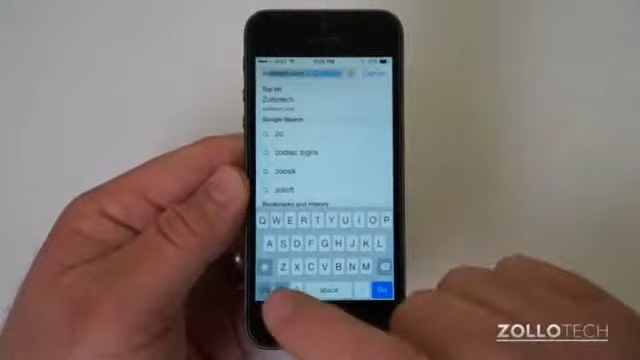 Cancel
Top Hit
Zollotech
Google Search
zo
zodiac signs
zoosk
zoloft
Bookmarks and History
Q W E R T Y U I O P
A S D F G H J K L
Z X C V B N M
space
Go
ZOLLOTECH